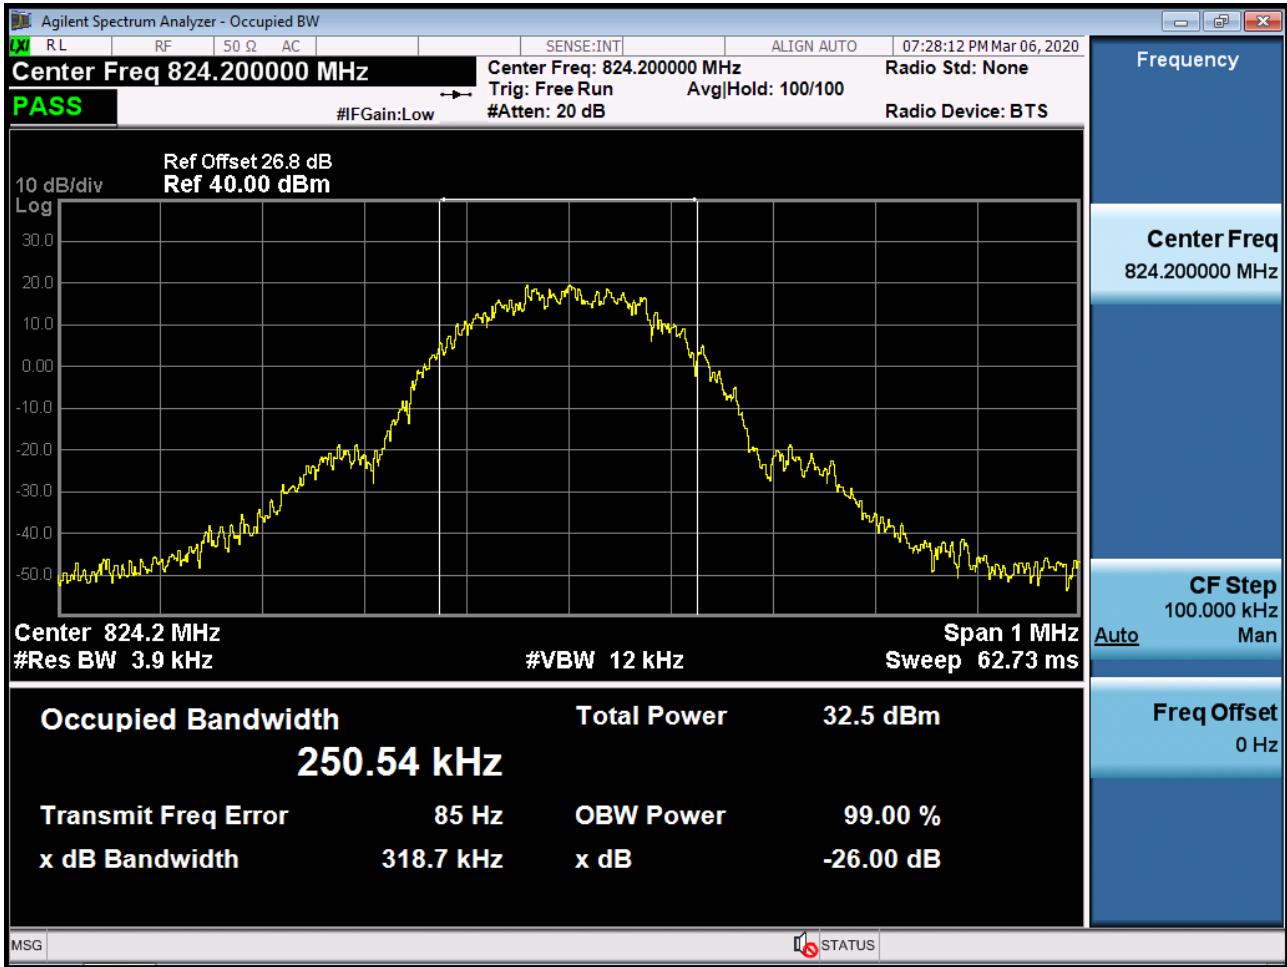 Agilent Spectrum Analyzer - Occupied BW
LXI RL RF 50 Ω AC SENSE:INT ALIGN AUTO 07:28:12 PM Mar 06, 2020
Center Freq 824.200000 MHz
Center Freq: 824.200000 MHz Radio Std: None
Trig: Free Run Avg|Hold: 100/100
PASS
#IFGain:Low #Atten: 20 dB Radio Device: BTS
Ref Offset 26.8 dB
10 dB/div Ref 40.00 dBm
Log
30.0
20.0
10.0
0.00
-10.0
-20.0
-30.0
-40.0
-50.0
Center 824.2 MHz Span 1 MHz
#Res BW 3.9 kHz #VBW 12 kHz Sweep 62.73 ms
Occupied Bandwidth Total Power 32.5 dBm
250.54 kHz
Transmit Freq Error 85 Hz OBW Power 99.00 %
x dB Bandwidth 318.7 kHz x dB -26.00 dB
MSG STATUS
Frequency
Center Freq
824.200000 MHz
CF Step
100.000 kHz
Auto Man
Freq Offset
0 Hz